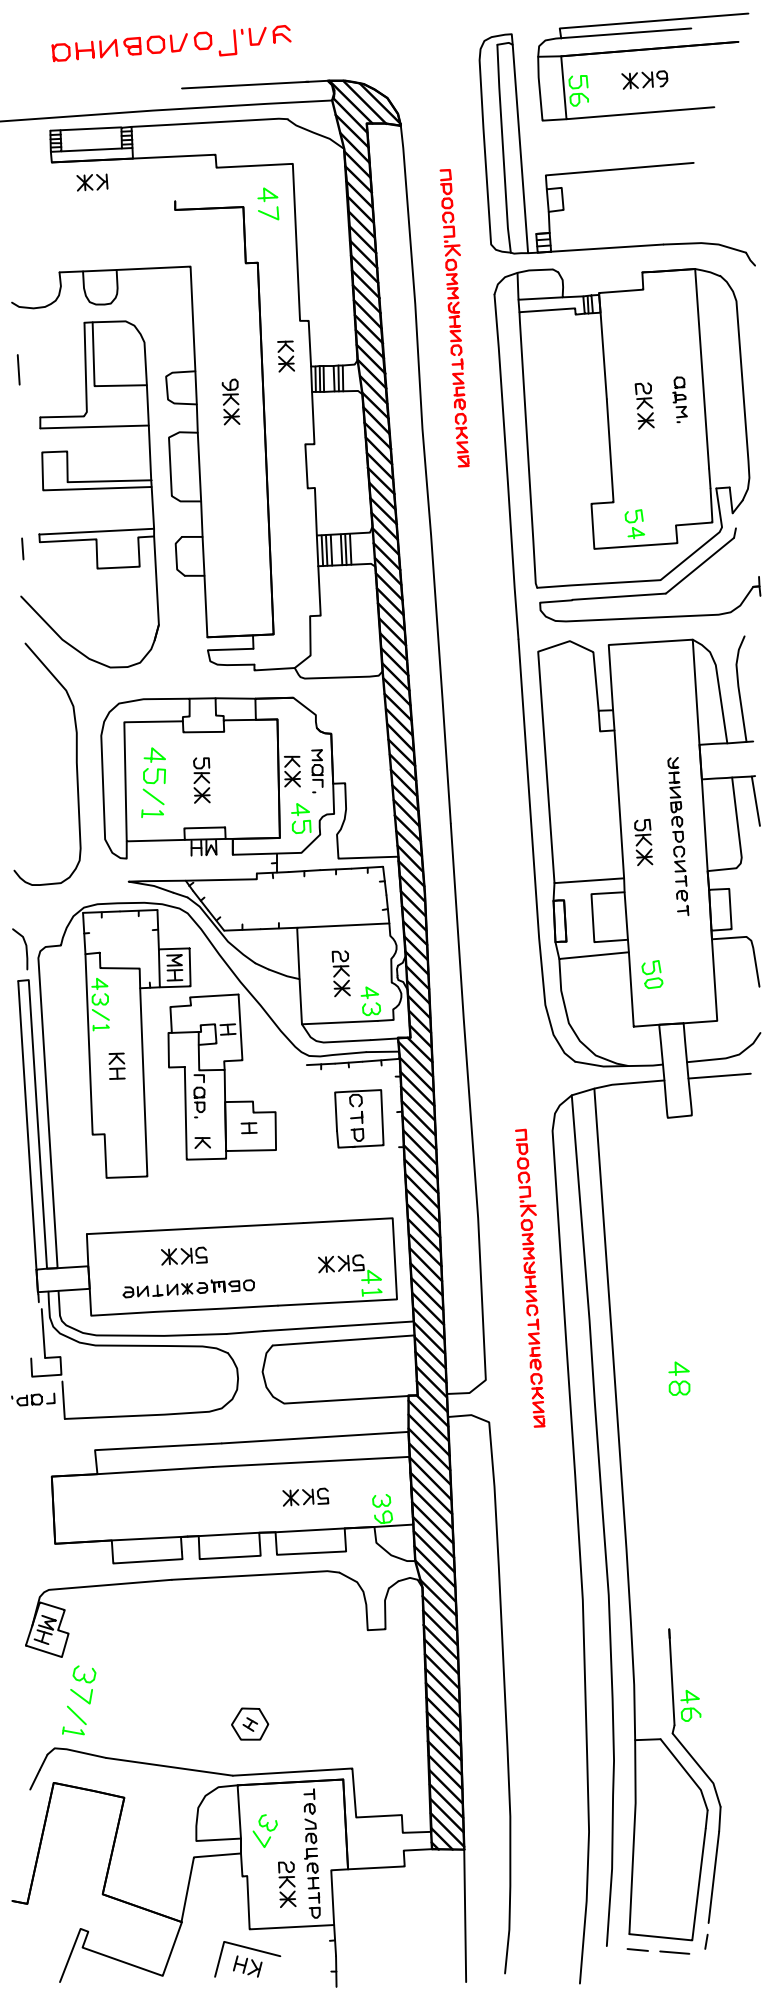 ул.Головина
56
6КЖ
КЖ
47
просп.Коммунистический
КЖ
9КЖ
адм.
2КЖ
54
маг.
КЖ
45
5КЖ
45/1
МН
университет
5КЖ
50
2КЖ
43
МН
43/1
КН
Н
гар. К
Н
СТР
просп.Коммунистический
5КЖ
5КЖ
общежитие
41
гар.
48
5КЖ
39
МН
37/1
46
Н
телецентр
2КЖ
37
КН